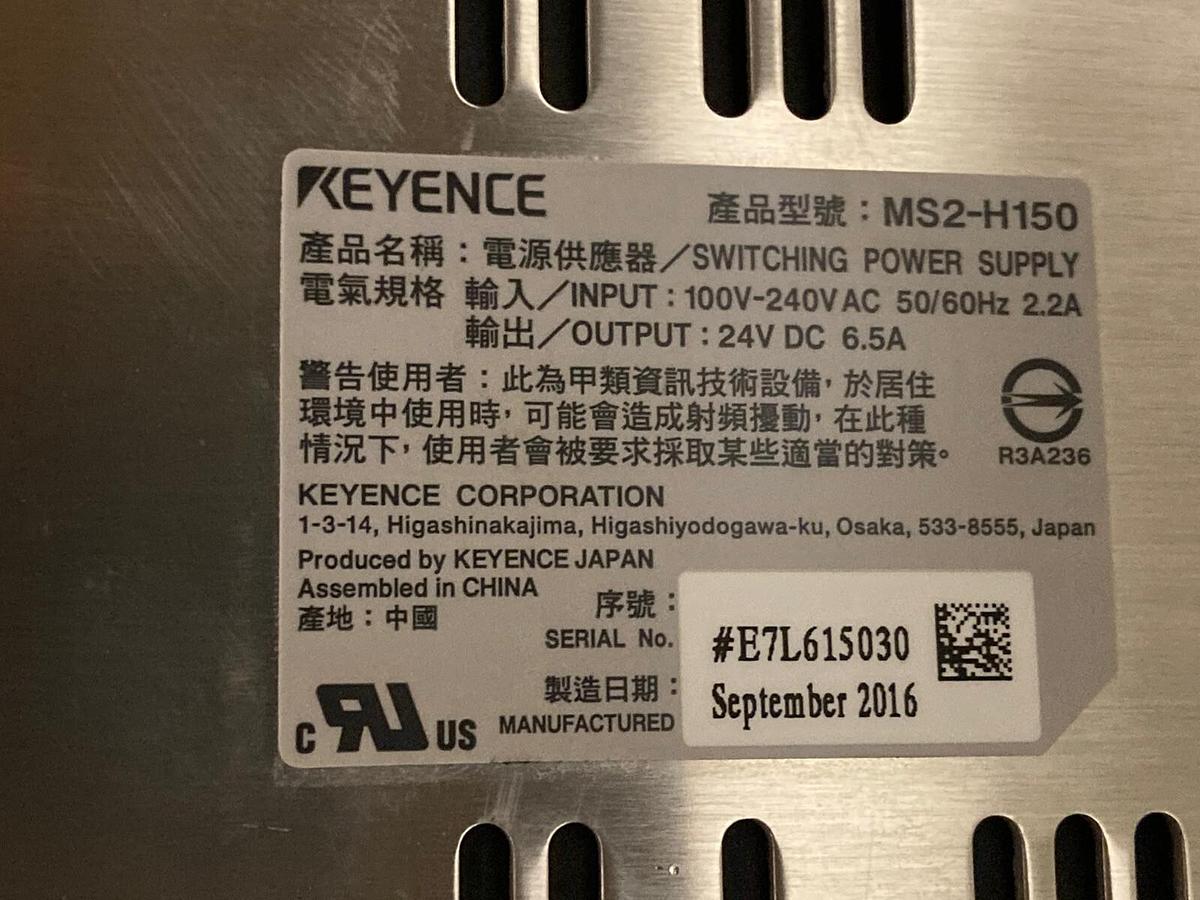 KEYENCE
產品型號：MS2-H150
產品名稱：電源供應器／SWITCHING POWER SUPPLY
電氣規格 輸入／INPUT：100V-240V AC 50/60Hz 2.2A
輸出／OUTPUT：24V DC 6.5A
警告使用者：此為甲類資訊技術設備，於居住
環境中使用時，可能會造成射頻擾動，在此種
情況下，使用者會被要求採取某些適當的對策。
R3A236
KEYENCE CORPORATION
1-3-14, Higashinakajima, Higashiyodogawa-ku, Osaka, 533-8555, Japan
Produced by KEYENCE JAPAN
Assembled in CHINA
產地：中國
序號：
SERIAL No.
#E7L615030
製造日期：
MANUFACTURED
September 2016
C RU US